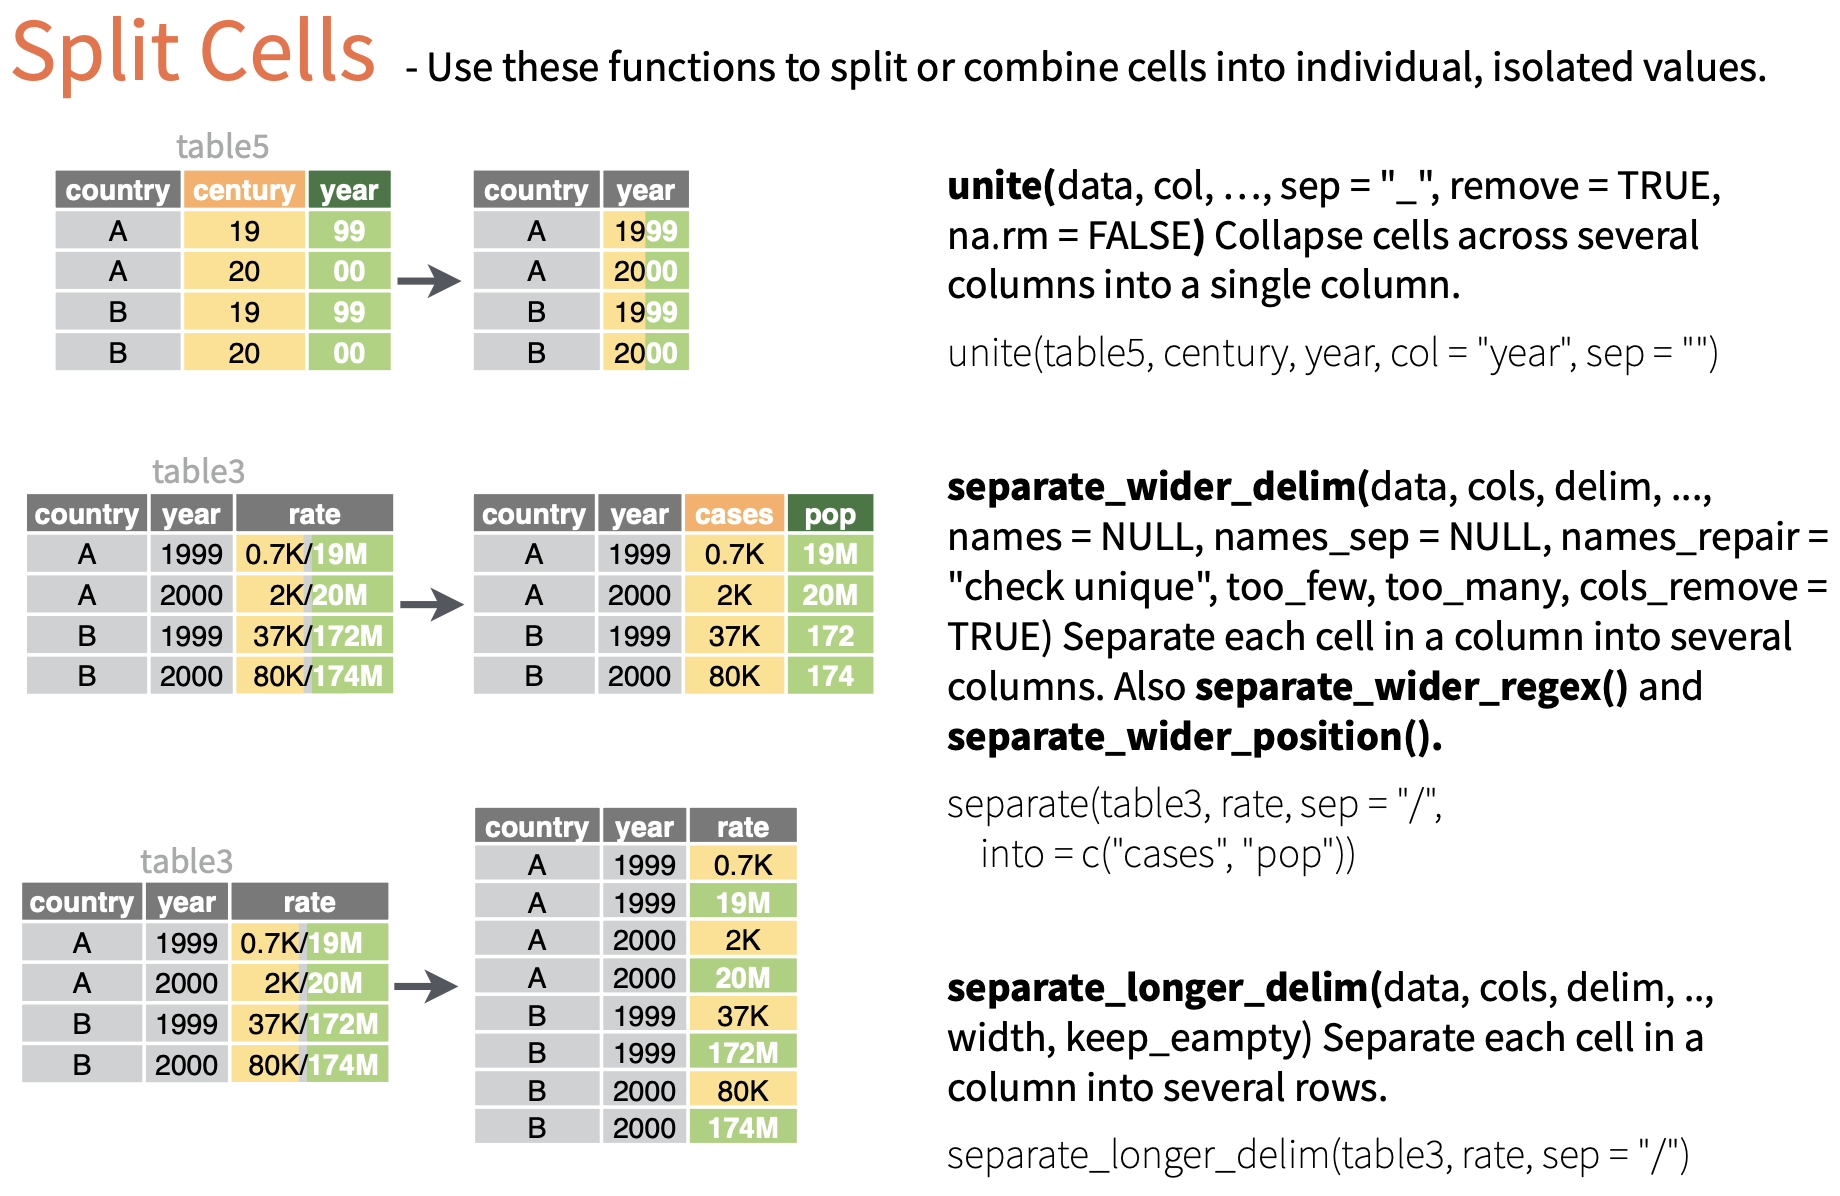 Split Cells - Use these functions to split or combine cells into individual, isolated values.
table5
country century year
A 19 99
A 20 00
B 19 99
B 20 00
country year
A 1999
A 2000
B 1999
B 2000
unite(data, col, …, sep = "_", remove = TRUE,
na.rm = FALSE) Collapse cells across several
columns into a single column.
unite(table5, century, year, col = "year", sep = "")
table3
country year rate
A 1999 0.7K/19M
A 2000 2K/20M
B 1999 37K/172M
B 2000 80K/174M
country year cases pop
A 1999 0.7K 19M
A 2000 2K 20M
B 1999 37K 172
B 2000 80K 174
separate_wider_delim(data, cols, delim, ...,
names = NULL, names_sep = NULL, names_repair =
"check unique", too_few, too_many, cols_remove =
TRUE) Separate each cell in a column into several
columns. Also separate_wider_regex() and
separate_wider_position().
separate(table3, rate, sep = "/",
into = c("cases", "pop"))
table3
country year rate
A 1999 0.7K/19M
A 2000 2K/20M
B 1999 37K/172M
B 2000 80K/174M
country year rate
A 1999 0.7K
A 1999 19M
A 2000 2K
A 2000 20M
B 1999 37K
B 1999 172M
B 2000 80K
B 2000 174M
separate_longer_delim(data, cols, delim, ..,
width, keep_eampty) Separate each cell in a
column into several rows.
separate_longer_delim(table3, rate, sep = "/")